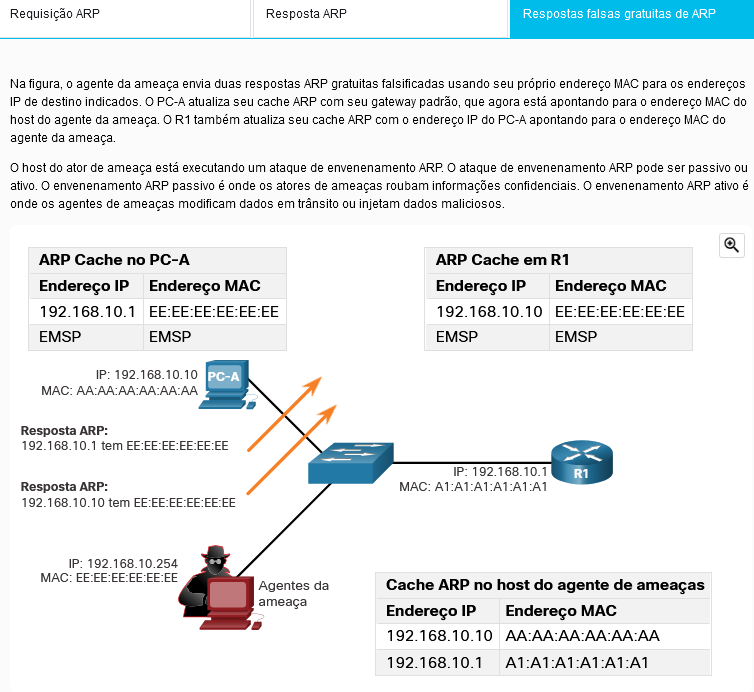 Requisição ARP
Resposta ARP
Respostas falsas gratuitas de ARP
Na figura, o agente da ameaça envia duas respostas ARP gratuitas falsificadas usando seu próprio endereço MAC para os endereços
IP de destino indicados. O PC-A atualiza seu cache ARP com seu gateway padrão, que agora está apontando para o endereço MAC do
host do agente da ameaça. O R1 também atualiza seu cache ARP com o endereço IP do PC-A apontando para o endereço MAC do
agente da ameaça.
O host do ator de ameaça está executando um ataque de envenenamento ARP. O ataque de envenenamento ARP pode ser passivo ou
ativo. O envenenamento ARP passivo é onde os atores de ameaças roubam informações confidenciais. O envenenamento ARP ativo é
onde os agentes de ameaças modificam dados em trânsito ou injetam dados maliciosos.
ARP Cache no PC-A
Endereço IP Endereço MAC
192.168.10.1 EE:EE:EE:EE:EE:EE
EMSP EMSP
ARP Cache em R1
Endereço IP Endereço MAC
192.168.10.10 EE:EE:EE:EE:EE:EE
EMSP EMSP
IP: 192.168.10.10
MAC: AA:AA:AA:AA:AA:AA
PC-A
Resposta ARP:
192.168.10.1 tem EE:EE:EE:EE:EE:EE
Resposta ARP:
192.168.10.10 tem EE:EE:EE:EE:EE:EE
IP: 192.168.10.1
MAC: A1:A1:A1:A1:A1:A1
R1
IP: 192.168.10.254
MAC: EE:EE:EE:EE:EE:EE
Agentes da
ameaça
Cache ARP no host do agente de ameaças
Endereço IP Endereço MAC
192.168.10.10 AA:AA:AA:AA:AA:AA
192.168.10.1 A1:A1:A1:A1:A1:A1